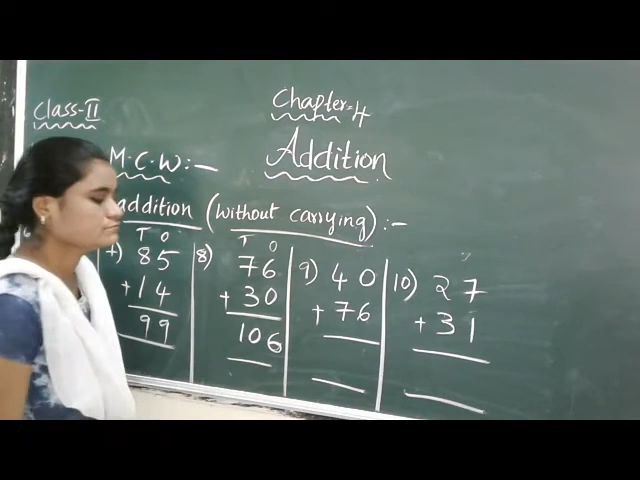 Chapter-4
Class-II
Addition
M.C.W:-
addition (without carrying):-
7) T O 8) T O 9) 10)
85 76 40 27
+14 +30 +76 +31
99 106